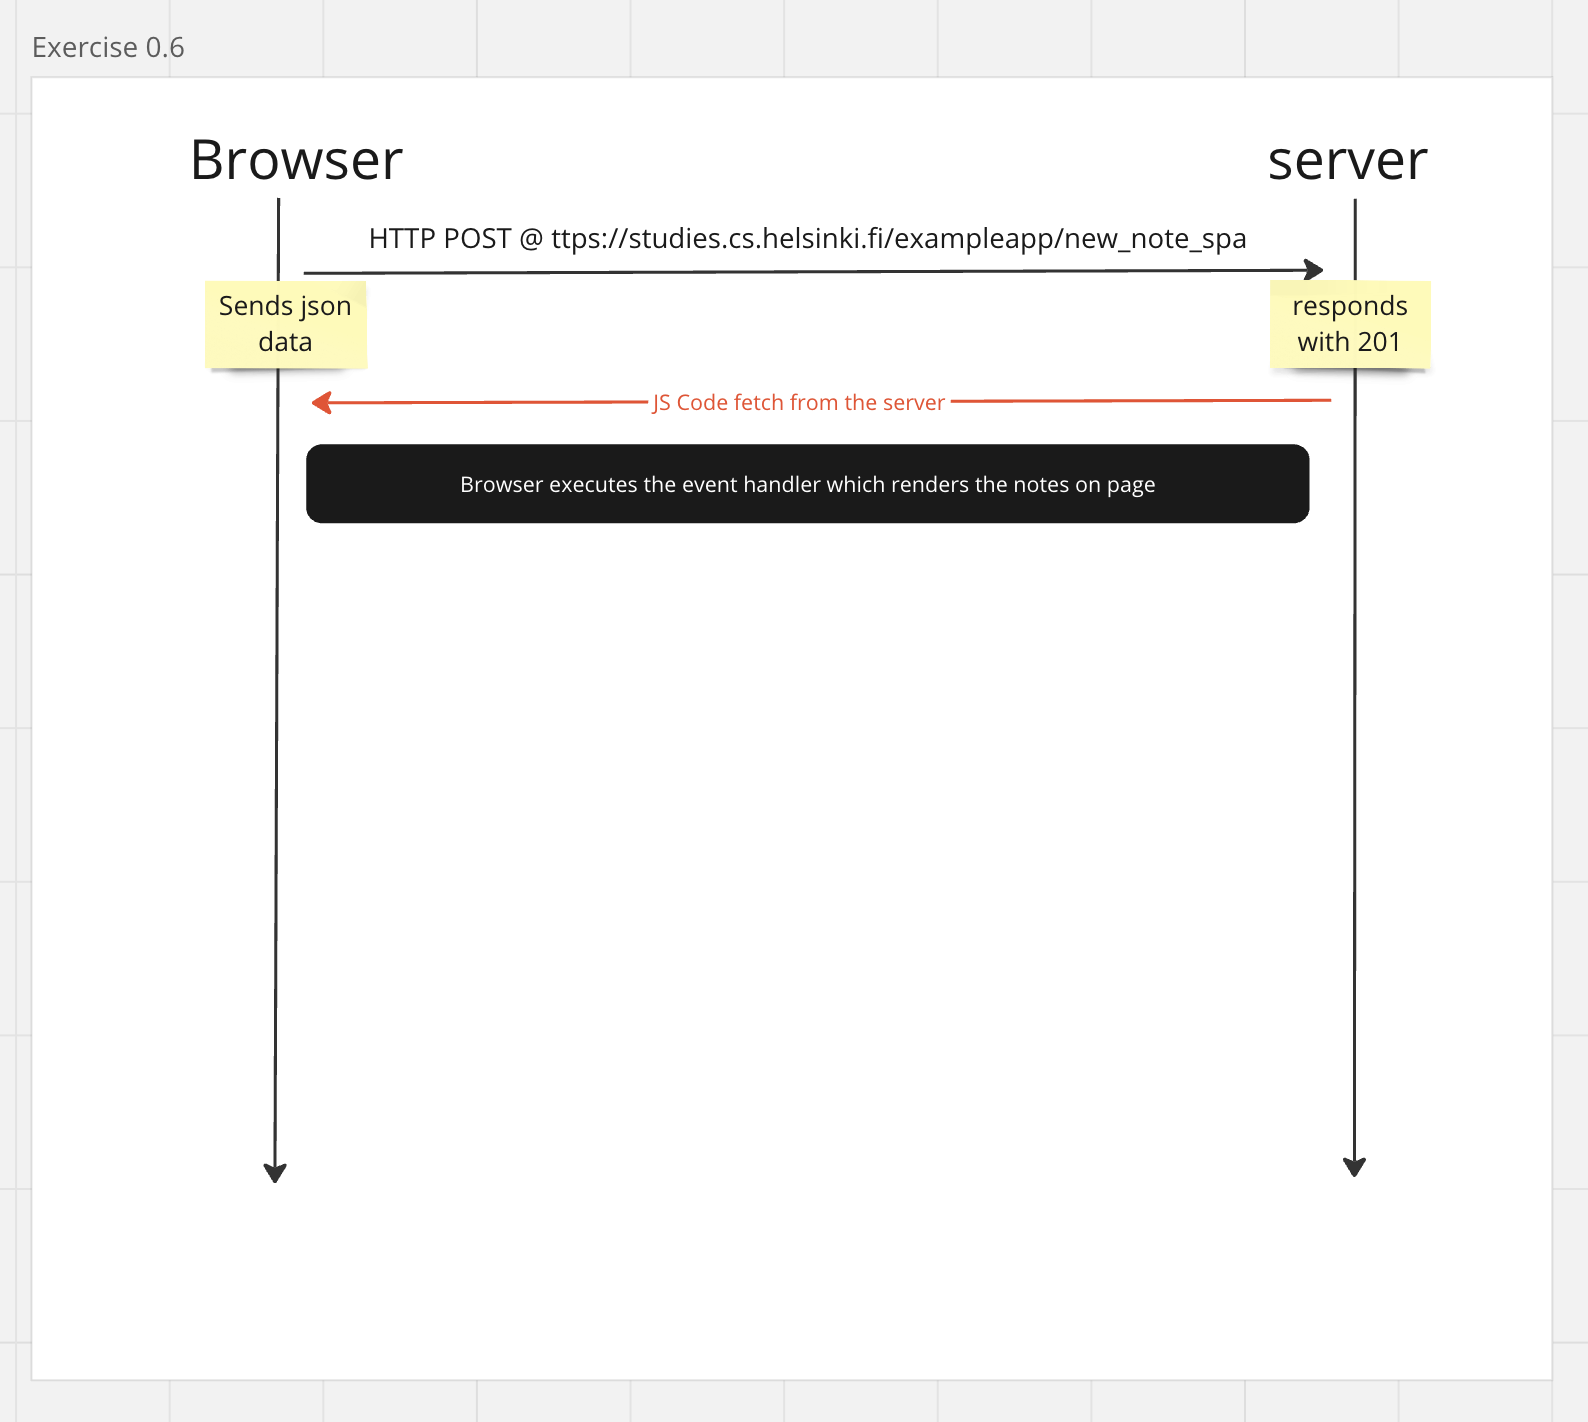 Exercise 0.6
Browser
server
HTTP POST @ ttps://studies.cs.helsinki.fi/exampleapp/new_note_spa
Sends json
data
responds
with 201
JS Code fetch from the server
Browser executes the event handler which renders the notes on page